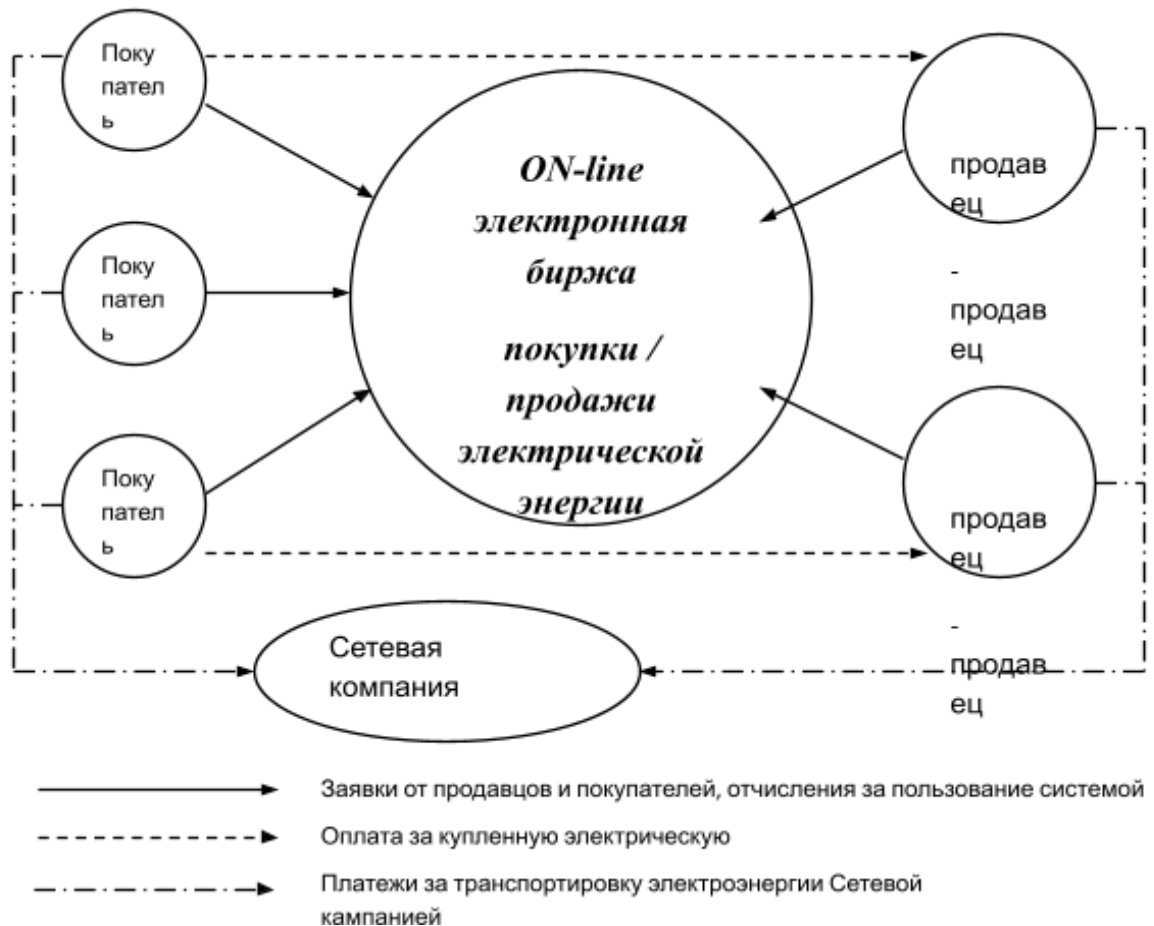 Поку
пател
ь
Поку
пател
ь
Поку
пател
ь
ON-line
электронная
биржа
покупки /
продажи
электрической
энергии
продав
ец
-
продав
ец
продав
ец
-
продав
ец
Сетевая
компания
Заявки от продавцов и покупателей, отчисления за пользование системой
Оплата за купленную электрическую
Платежи за транспортировку электроэнергии Сетевой
кампанией